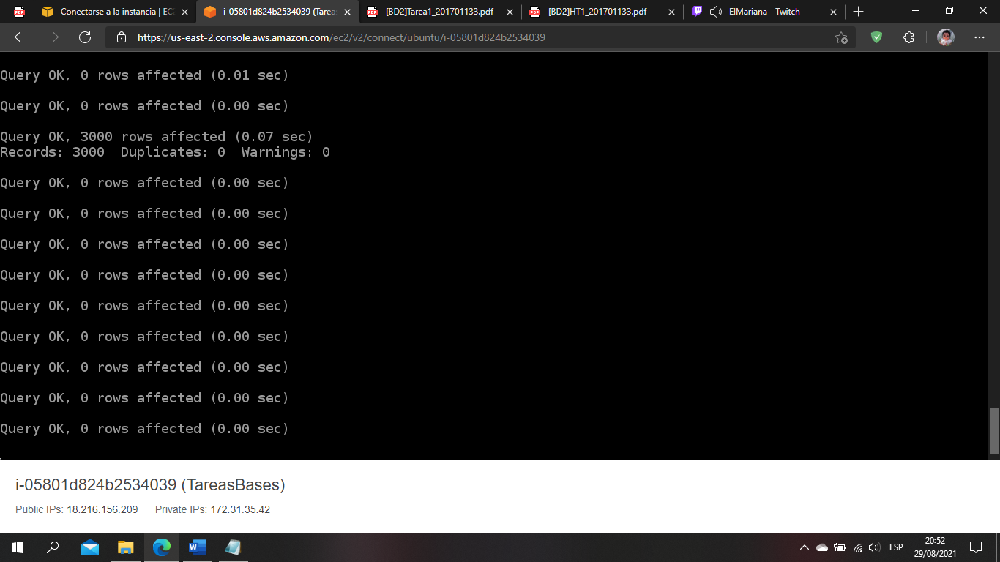 Conectarse a la instancia | EC
i-05801d824b2534039 (Tarea
[BD2]Tarea1_201701133.pdf
[BD2]HT1_201701133.pdf
ElMariana - Twitch
https://us-east-2.console.aws.amazon.com/ec2/v2/connect/ubuntu/i-05801d824b2534039
Query OK, 0 rows affected (0.01 sec)
Query OK, 0 rows affected (0.00 sec)
Query OK, 3000 rows affected (0.07 sec)
Records: 3000  Duplicates: 0  Warnings: 0
Query OK, 0 rows affected (0.00 sec)
Query OK, 0 rows affected (0.00 sec)
Query OK, 0 rows affected (0.00 sec)
Query OK, 0 rows affected (0.00 sec)
Query OK, 0 rows affected (0.00 sec)
Query OK, 0 rows affected (0.00 sec)
Query OK, 0 rows affected (0.00 sec)
Query OK, 0 rows affected (0.00 sec)
Query OK, 0 rows affected (0.00 sec)
i-05801d824b2534039 (TareasBases)
Public IPs: 18.216.156.209 Private IPs: 172.31.35.42
ESP
20:52
29/08/2021